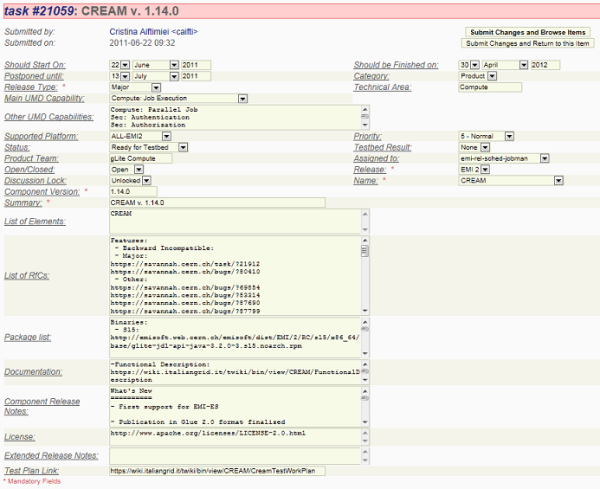 task #21059: CREAM v. 1.14.0
Submitted by: Cristina Aiftimiei <caifti> Submit Changes and Browse Items
Submitted on: 2011-06-22 09:32 Submit Changes and Return to this Item
Should Start On: 22 June 2011 Should be Finished on: 30 April 2012
Postponed until: 13 July 2011 Category: Product
Release Type: * Major Technical Area: Compute
Main UMD Capability: Compute: Job Execution
Other UMD Capabilities: Compute: Parallel Job
Sec: Authentication
Sec: Authorisation
Supported Platform: ALL-EMI2 Priority: 5 - Normal
Status: Ready for Testbed Testbed Result: None
Product Team: gLite Compute Assigned to: emi-rel-sched-jobman
Open/Closed: Open Release: * EMI 2
Discussion Lock: Unlocked Name: * CREAM
Component Version: * 1.14.0
Summary: * CREAM v. 1.14.0
List of Elements: CREAM
List of RfCs: Features:
- Backward Incompatible:
- Major:
https://savannah.cern.ch/task/?21912
https://savannah.cern.ch/bugs/?80410
- Other:
https://savannah.cern.ch/bugs/?69554
https://savannah.cern.ch/bugs/?83314
https://savannah.cern.ch/bugs/?87690
https://savannah.cern.ch/bugs/?87799
Package list: Binaries:
- Sl5:
http://emisoft.web.cern.ch/emisoft/dist/EMI/2/RC/sl5/x86_64/
base/glite-jdl-api-java-3.2.0-3.sl5.noarch.rpm
Documentation: -Functional Description:
https://wiki.italiangrid.it/twiki/bin/view/CREAM/FunctionalD
escription
Component Release Notes: What's New
==========
- First support for EMI-ES
- Publication in Glue 2.0 format finalized
License: http://www.apache.org/licenses/LICENSE-2.0.html
Extended Release Notes:
Test Plan Link: https://wiki.italiangrid.it/twiki/bin/view/CREAM/CreamTestWorkPlan
* Mandatory Fields